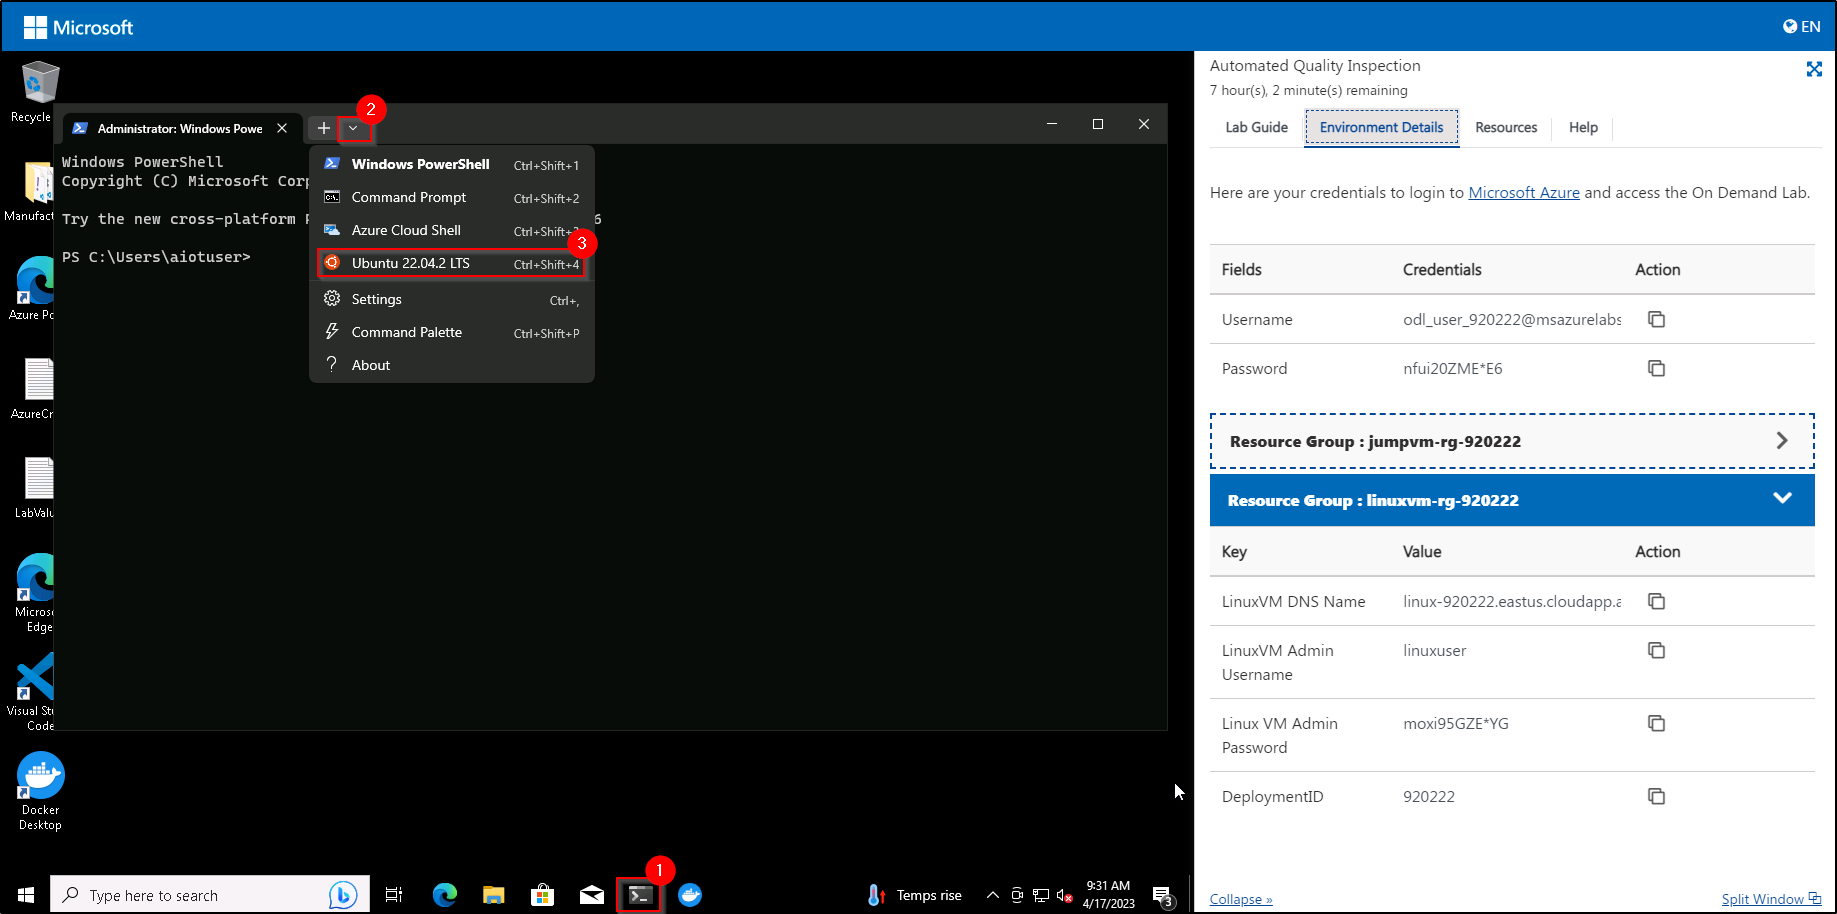 Microsoft
EN
Recycle
Manufact
Azure Po
AzureCr
LabValu
Micros
Edge
Visual Stu
Code
Docker
Desktop
Administrator: Windows Powe
2
Windows PowerShell
Copyright (C) Microsoft Corp
Try the new cross-platform P
6
PS C:\Users\aiotuser>
Windows PowerShell Ctrl+Shift+1
Command Prompt Ctrl+Shift+2
Azure Cloud Shell Ctrl+Shift+3
3
Ubuntu 22.04.2 LTS Ctrl+Shift+4
Settings Ctrl+,
Command Palette Ctrl+Shift+P
? About
1
Type here to search
Temps rise
9:31 AM
4/17/2023
3
Automated Quality Inspection
7 hour(s), 2 minute(s) remaining
Lab Guide Environment Details Resources Help
Here are your credentials to login to Microsoft Azure and access the On Demand Lab.
Fields Credentials Action
Username odl_user_920222@msazurelabs
Password nfui20ZME*E6
Resource Group : jumpvm-rg-920222
Resource Group : linuxvm-rg-920222
Key Value Action
LinuxVM DNS Name linux-920222.eastus.cloudapp.a
LinuxVM Admin linuxuser
Username
Linux VM Admin moxi95GZE*YG
Password
DeploymentID 920222
Collapse » Split Window